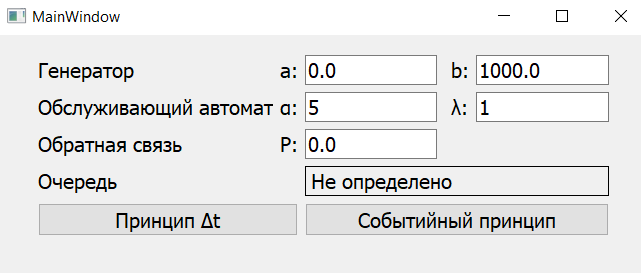 MainWindow
Генератор a: 0.0 b: 1000.0
Обслуживающий автомат α: 5 λ: 1
Обратная связь P: 0.0
Очередь Не определено
Принцип Δt Событийный принцип